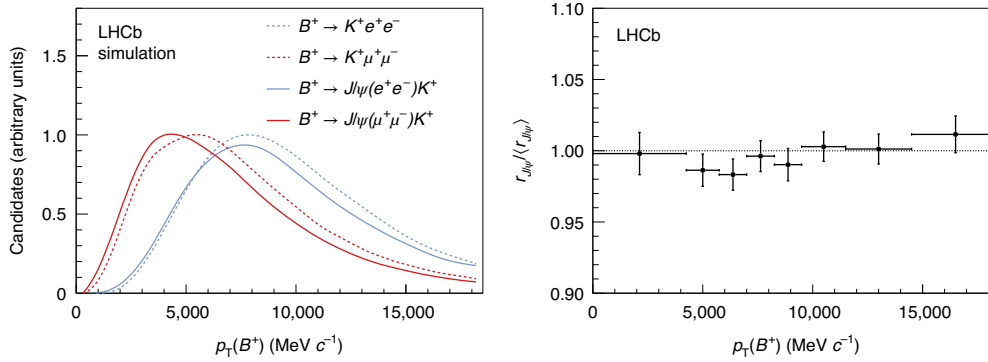 LHCb
simulation
B⁺ → K⁺e⁺e⁻
B⁺ → K⁺μ⁺μ⁻
B⁺ → J/ψ(e⁺e⁻)K⁺
B⁺ → J/ψ(μ⁺μ⁻)K⁺
Candidates (arbitrary units)
1.5
1.0
0.5
0
0 5,000 10,000 15,000
p_T(B⁺) (MeV c⁻¹)
LHCb
r_J/ψ/⟨r_J/ψ⟩
1.10
1.05
1.00
0.95
0.90
0 5,000 10,000 15,000
p_T(B⁺) (MeV c⁻¹)